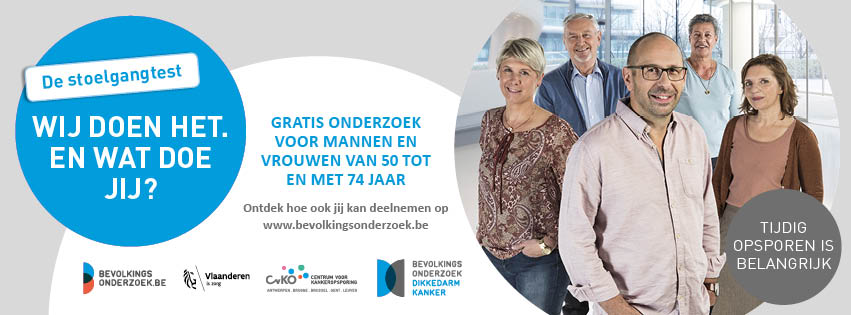 De stoelgangtest
WIJ DOEN HET.
EN WAT DOE
JIJ?
GRATIS ONDERZOEK
VOOR MANNEN EN
VROUWEN VAN 50 TOT
EN MET 74 JAAR
Ontdek hoe ook jij kan deelnemen op
www.bevolkingsonderzoek.be
TIJDIG
OPSPOREN IS
BELANGRIJK
BEVOLKINGS
ONDERZOEK.BE
Vlaanderen
is zorg
CvKO
CENTRUM VOOR
KANKEROPSPORING
ANTWERPEN . BRUGGE . BRUSSEL . GENT . LEUVEN
BEVOLKINGS
ONDERZOEK
DIKKEDARM
KANKER